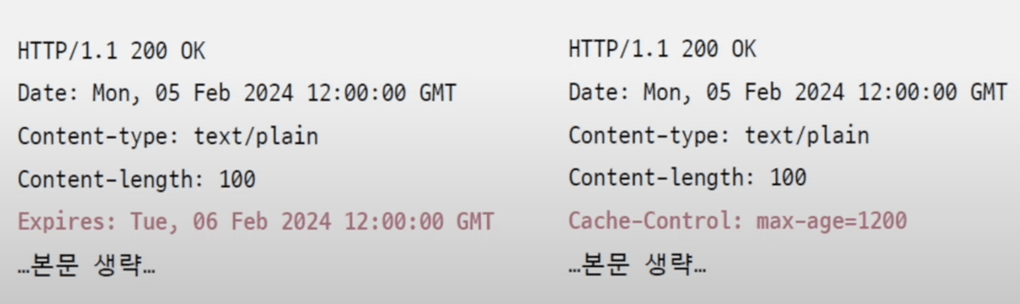 HTTP/1.1 200 OK
Date: Mon, 05 Feb 2024 12:00:00 GMT
Content-type: text/plain
Content-length: 100
Expires: Tue, 06 Feb 2024 12:00:00 GMT
…본문 생략…
HTTP/1.1 200 OK
Date: Mon, 05 Feb 2024 12:00:00 GMT
Content-type: text/plain
Content-length: 100
Cache-Control: max-age=1200
…본문 생략…